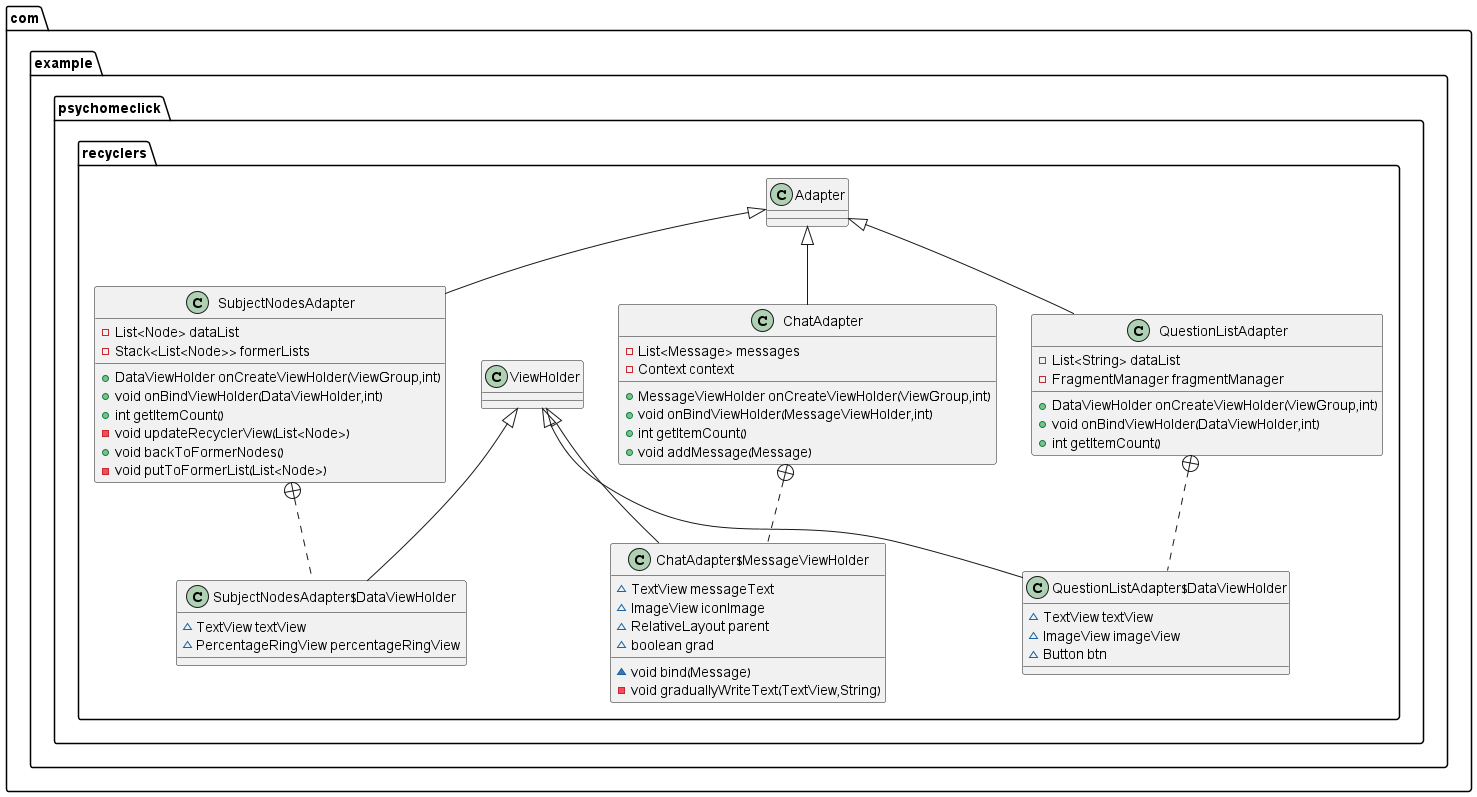 com
example
psychomeclick
recyclers
C Adapter
C SubjectNodesAdapter
List<Node> dataList
Stack<List<Node>> formerLists
DataViewHolder onCreateViewHolder(ViewGroup,int)
void onBindViewHolder(DataViewHolder,int)
int getItemCount()
void updateRecyclerView(List<Node>)
void backToFormerNodes()
void putToFormerList(List<Node>)
C ViewHolder
C ChatAdapter
List<Message> messages
Context context
MessageViewHolder onCreateViewHolder(ViewGroup,int)
void onBindViewHolder(MessageViewHolder,int)
int getItemCount()
void addMessage(Message)
C QuestionListAdapter
List<String> dataList
FragmentManager fragmentManager
DataViewHolder onCreateViewHolder(ViewGroup,int)
void onBindViewHolder(DataViewHolder,int)
int getItemCount()
C SubjectNodesAdapter$DataViewHolder
TextView textView
PercentageRingView percentageRingView
C ChatAdapter$MessageViewHolder
TextView messageText
ImageView iconImage
RelativeLayout parent
boolean grad
void bind(Message)
void graduallyWriteText(TextView,String)
C QuestionListAdapter$DataViewHolder
TextView textView
ImageView imageView
Button btn